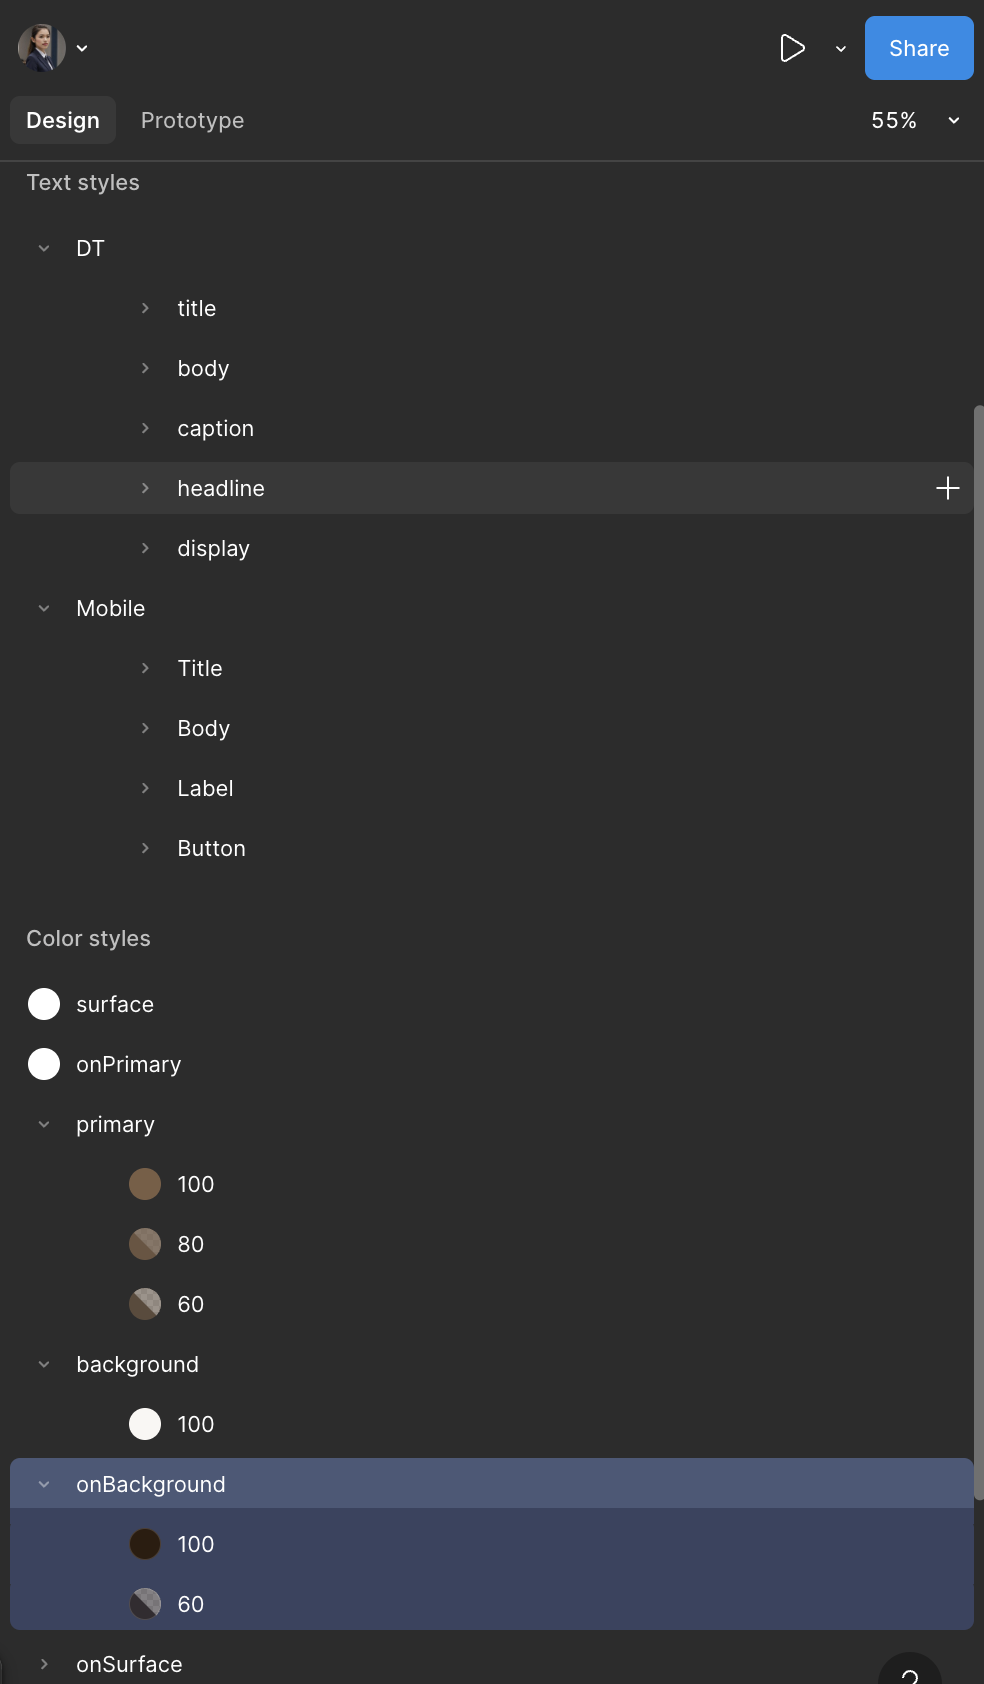 Share
Design Prototype 55%
Text styles
DT
title
body
caption
headline
display
Mobile
Title
Body
Label
Button
Color styles
surface
onPrimary
primary
100
80
60
background
100
onBackground
100
60
onSurface
?